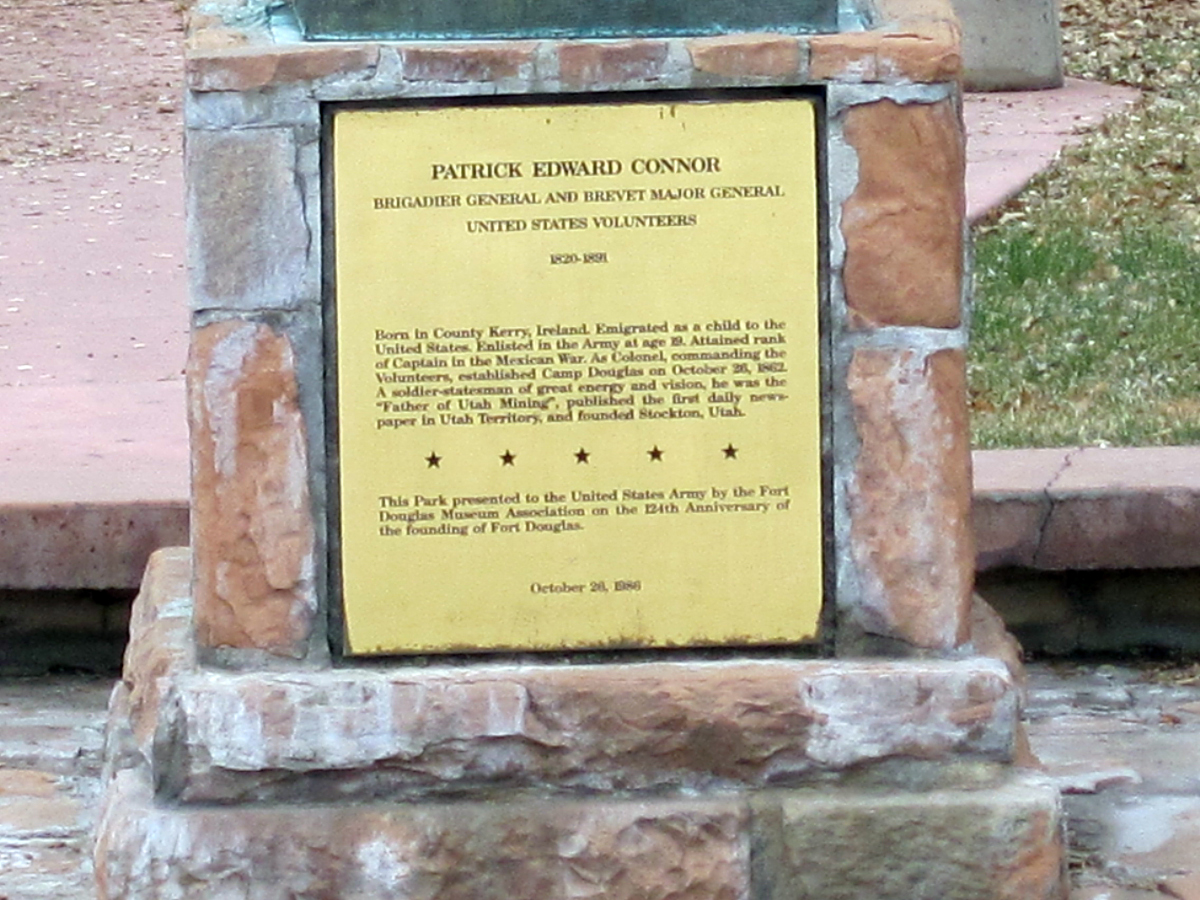 PATRICK EDWARD CONNOR
BRIGADIER GENERAL AND BREVET MAJOR GENERAL
UNITED STATES VOLUNTEERS
1820-1891
Born in County Kerry, Ireland. Emigrated as a child to the
United States. Enlisted in the Army at age 19. Attained rank
of Captain in the Mexican War. As Colonel, commanding the
Volunteers, established Camp Douglas on October 26, 1862.
A soldier-statesman of great energy and vision, he was the
"Father of Utah Mining", published the first daily news-
paper in Utah Territory, and founded Stockton, Utah.
This Park presented to the United States Army by the Fort
Douglas Museum Association on the 124th Anniversary of
the founding of Fort Douglas.
October 26, 1986